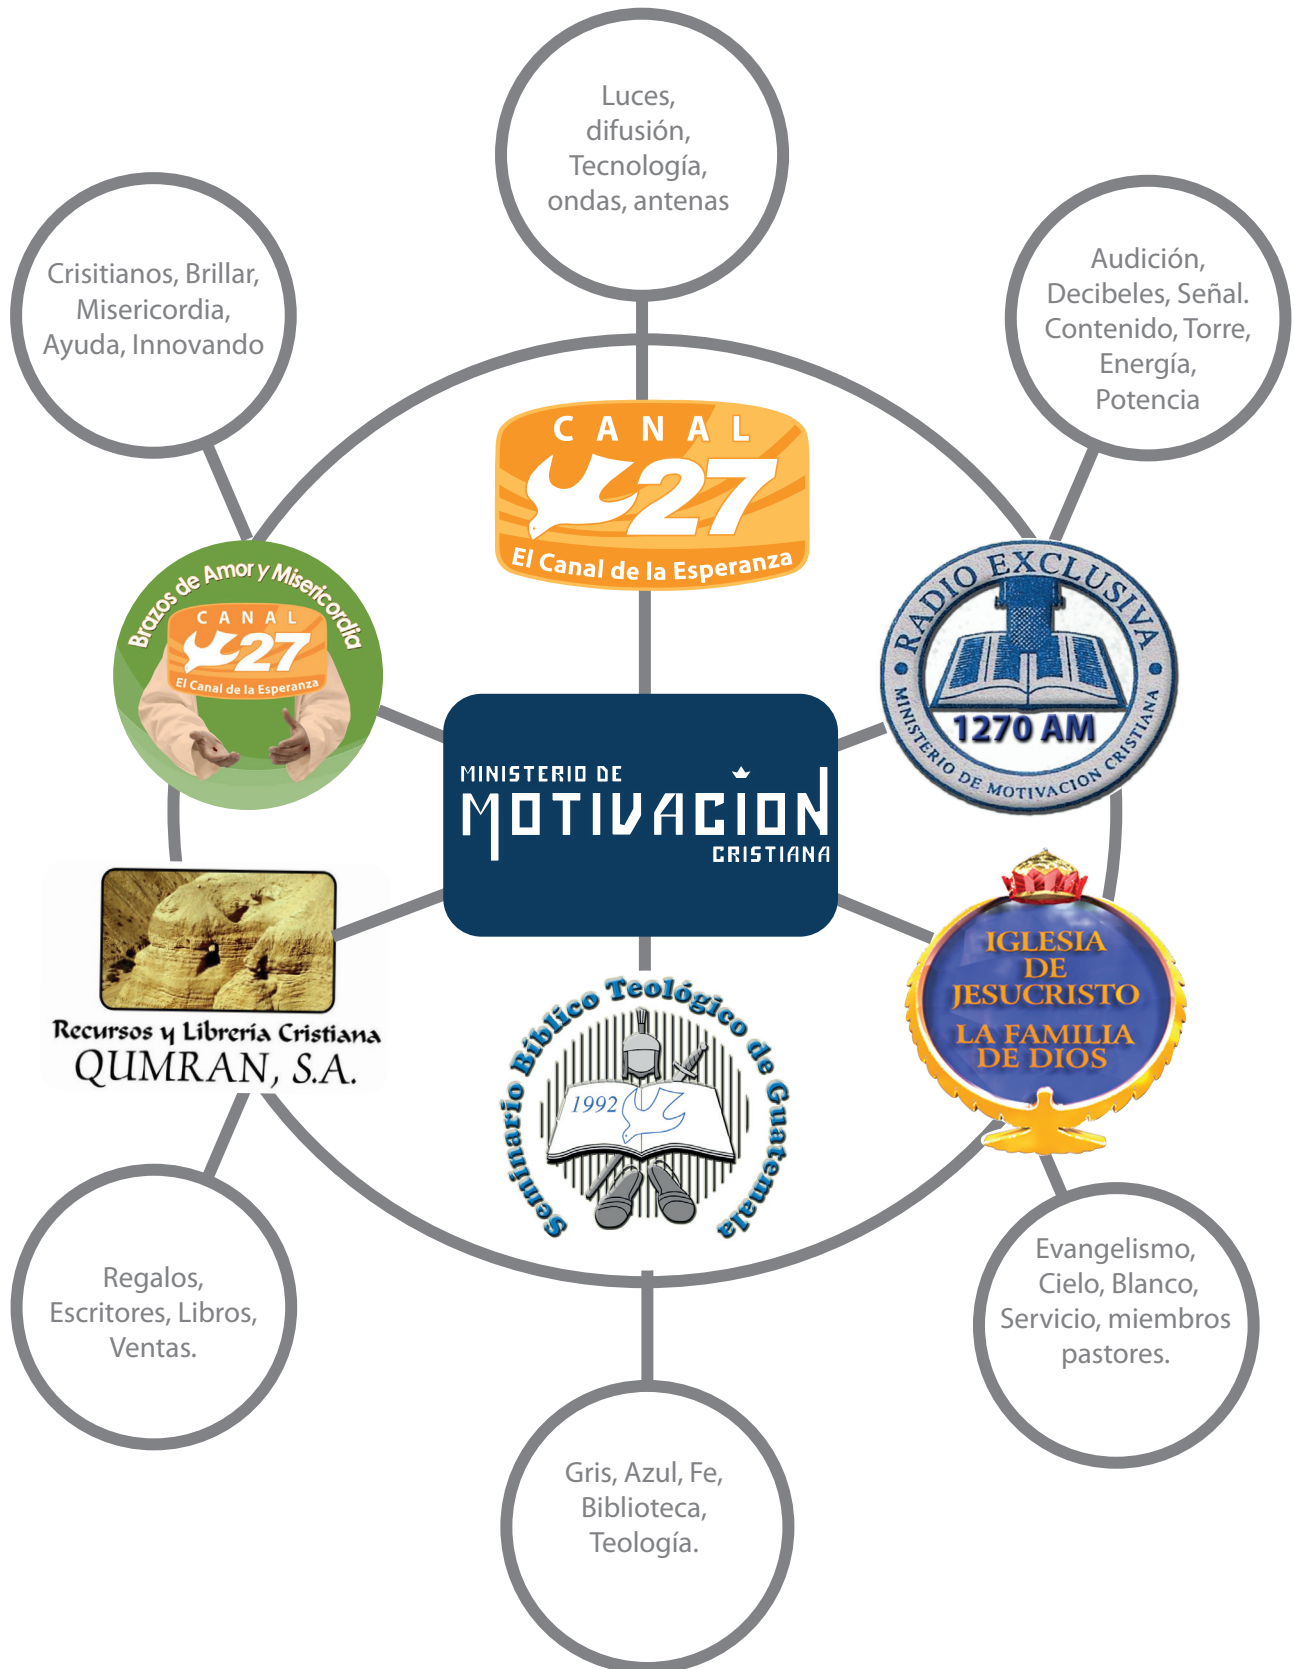 Luces,
difusión,
Tecnología,
ondas, antenas
Crisitianos, Brillar,
Misericordia,
Ayuda, Innovando
Audición,
Decibeles, Señal.
Contenido, Torre,
Energía,
Potencia
CANAL
27
El Canal de la Esperanza
Brazos de Amor y Misericordia
CANAL
27
El Canal de la Esperanza
RADIO EXCLUSIVA
1270 AM
MINISTERIO DE MOTIVACION CRISTIANA
MINISTERIO DE
MOTIVACION
CRISTIANA
Recursos y Librería Cristiana
QUMRAN, S.A.
Seminario Bíblico Teológico de Guatemala
1992
IGLESIA
DE
JESUCRISTO
LA FAMILIA
DE DIOS
Regalos,
Escritores, Libros,
Ventas.
Evangelismo,
Cielo, Blanco,
Servicio, miembros
pastores.
Gris, Azul, Fe,
Biblioteca,
Teología.